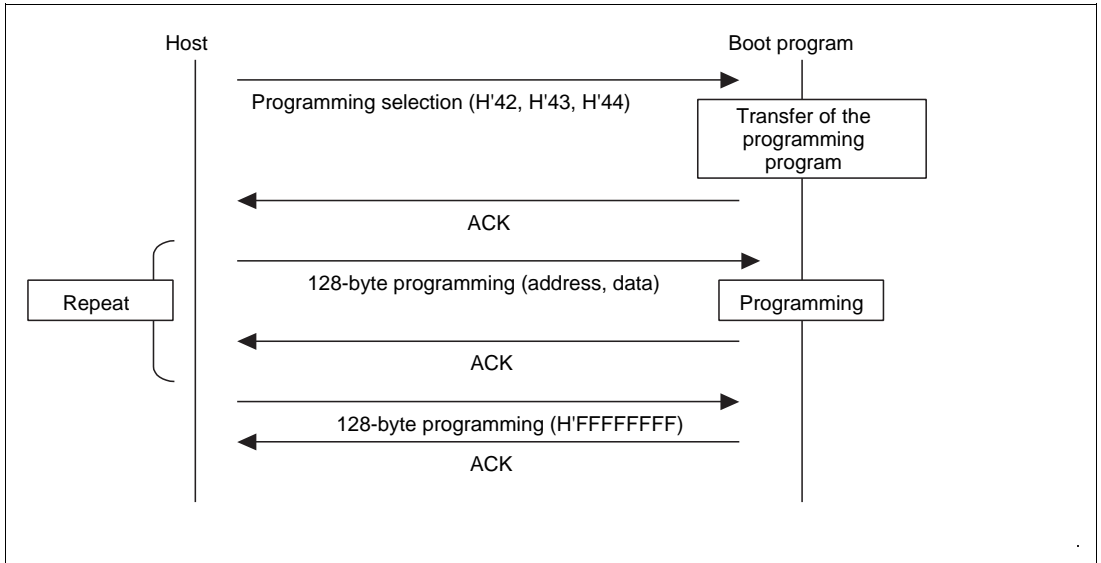 Host
Boot program
Programming selection (H'42, H'43, H'44)
Transfer of the
programming
program
ACK
128-byte programming (address, data)
Repeat
Programming
ACK
128-byte programming (H'FFFFFFFF)
ACK